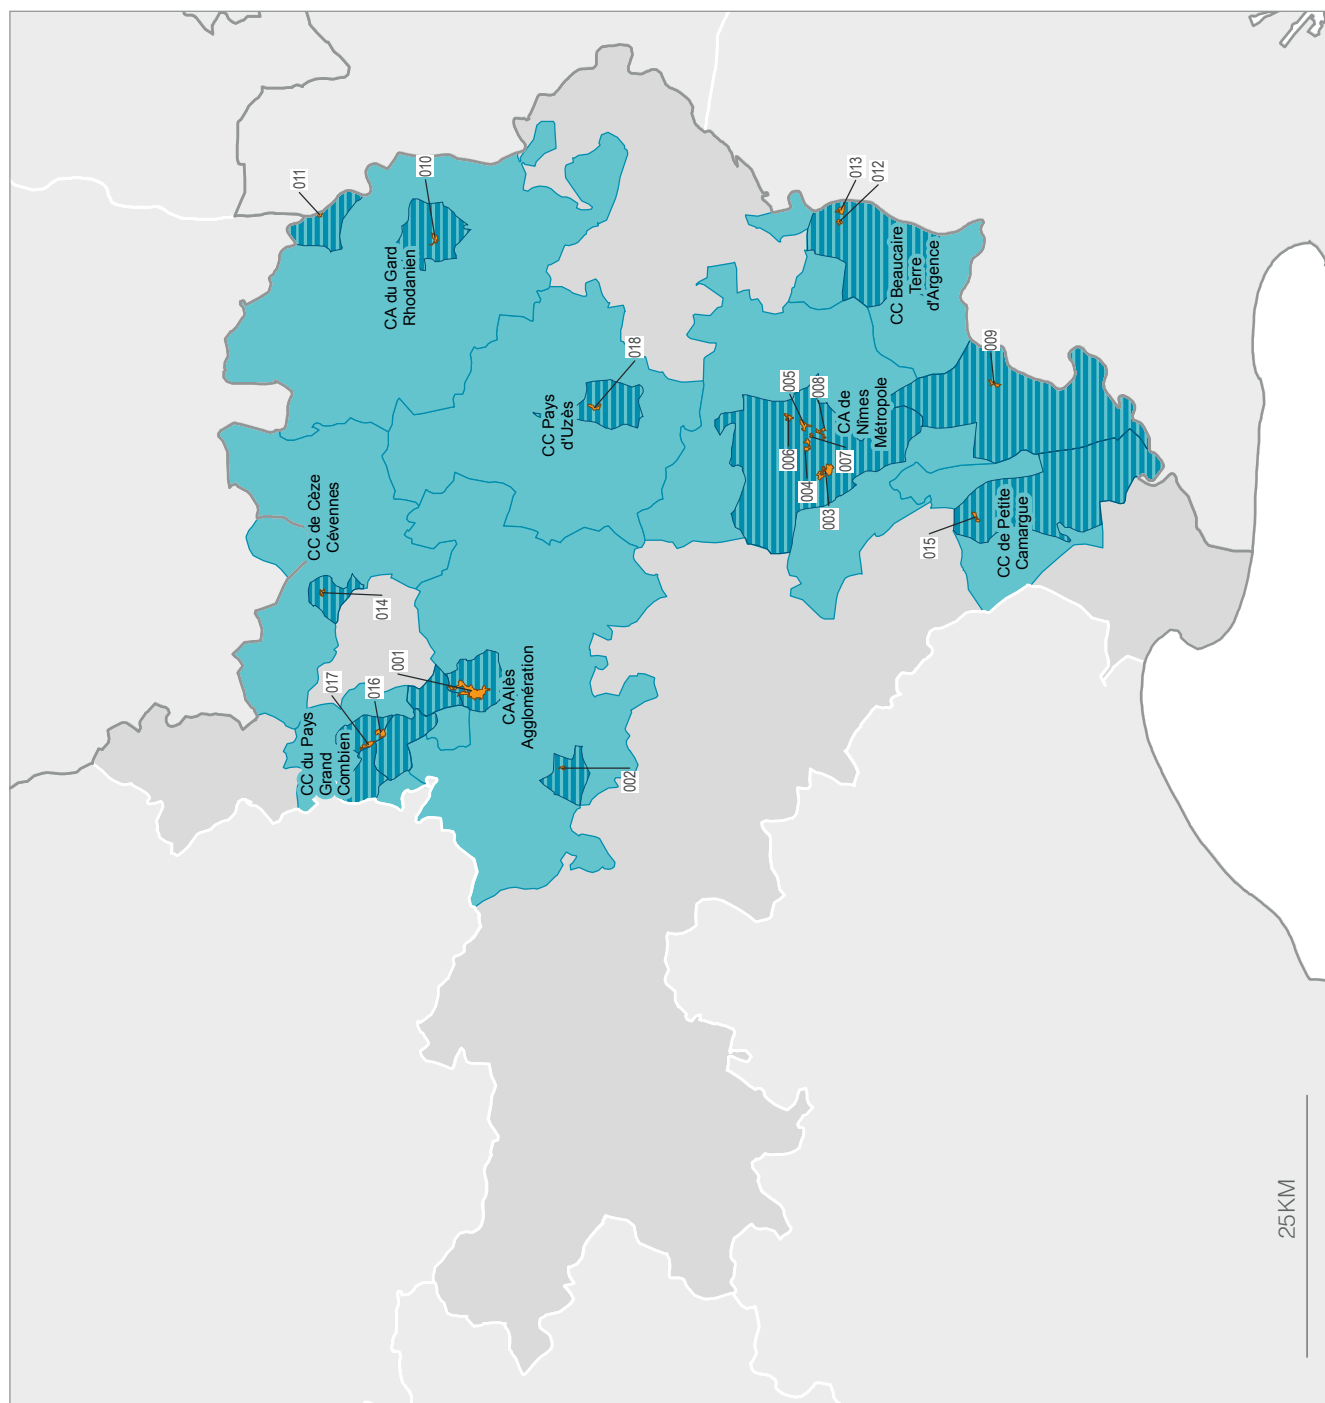 CC du Pays
Grand
Combien
017
016
001
CA Alès
Agglomération
002
CC de Cèze
Cévennes
014
CA du Gard
Rhodanien
011
010
CC Pays
d'Uzès
018
CA de
Nîmes
Métropole
003
004
005
006
007
008
009
CC Beaucaire
Terre
d'Argence
013
012
CC de Petite
Camargue
015
25KM